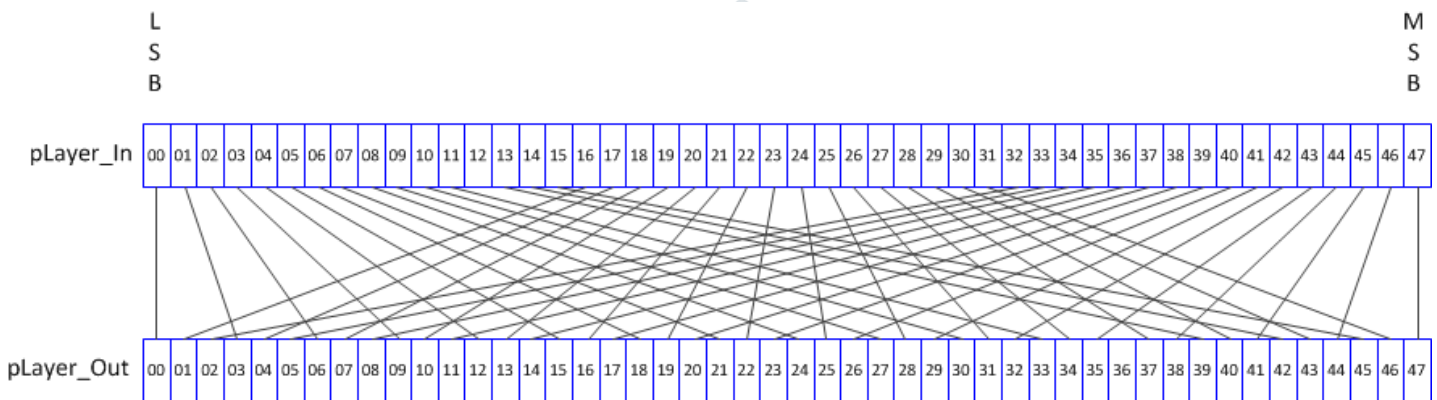 L M
S S
B B
pLayer_In 00 01 02 03 04 05 06 07 08 09 10 11 12 13 14 15 16 17 18 19 20 21 22 23 24 25 26 27 28 29 30 31 32 33 34 35 36 37 38 39 40 41 42 43 44 45 46 47
pLayer_Out 00 01 02 03 04 05 06 07 08 09 10 11 12 13 14 15 16 17 18 19 20 21 22 23 24 25 26 27 28 29 30 31 32 33 34 35 36 37 38 39 40 41 42 43 44 45 46 47